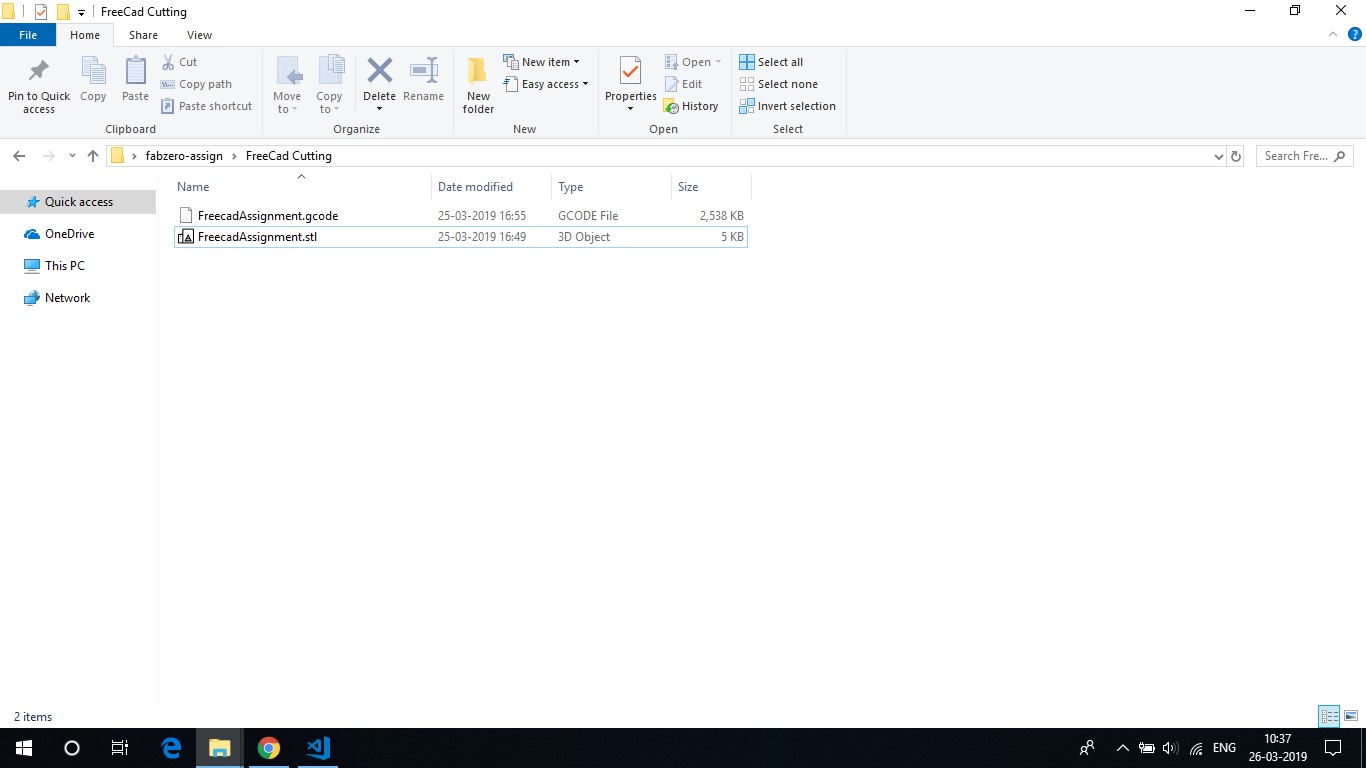 FreeCad Cutting
File Home Share View
Pin to Quick access
Copy
Paste
Cut
Copy path
Paste shortcut
Clipboard
Move to
Copy to
Delete
Rename
Organize
New folder
New item
Easy access
New
Properties
Open
Edit
History
Open
Select all
Select none
Invert selection
Select
fabzero-assign > FreeCad Cutting
Search Fre...
Quick access
OneDrive
This PC
Network
Name Date modified Type Size
FreecadAssignment.gcode 25-03-2019 16:55 GCODE File 2,538 KB
FreecadAssignment.stl 25-03-2019 16:49 3D Object 5 KB
2 items
ENG
10:37
26-03-2019